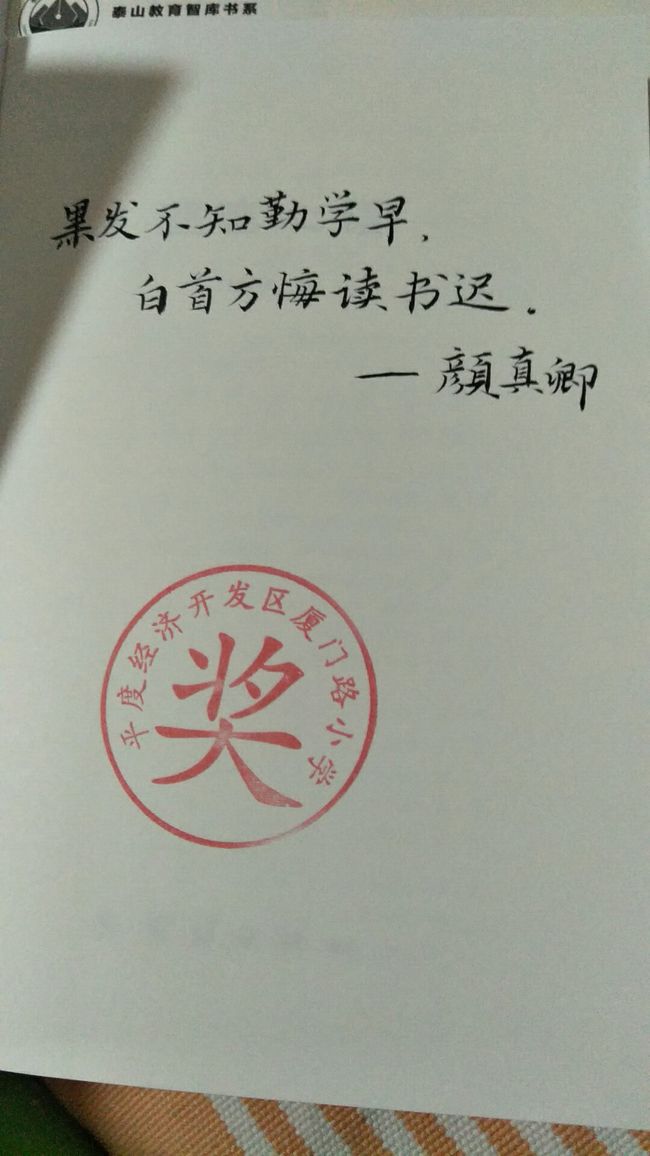 泰山教育智库书系
黑发不知勤学早,
白首方悔读书迟.
—顏真卿
平度经济开发区厦门路小学
奖